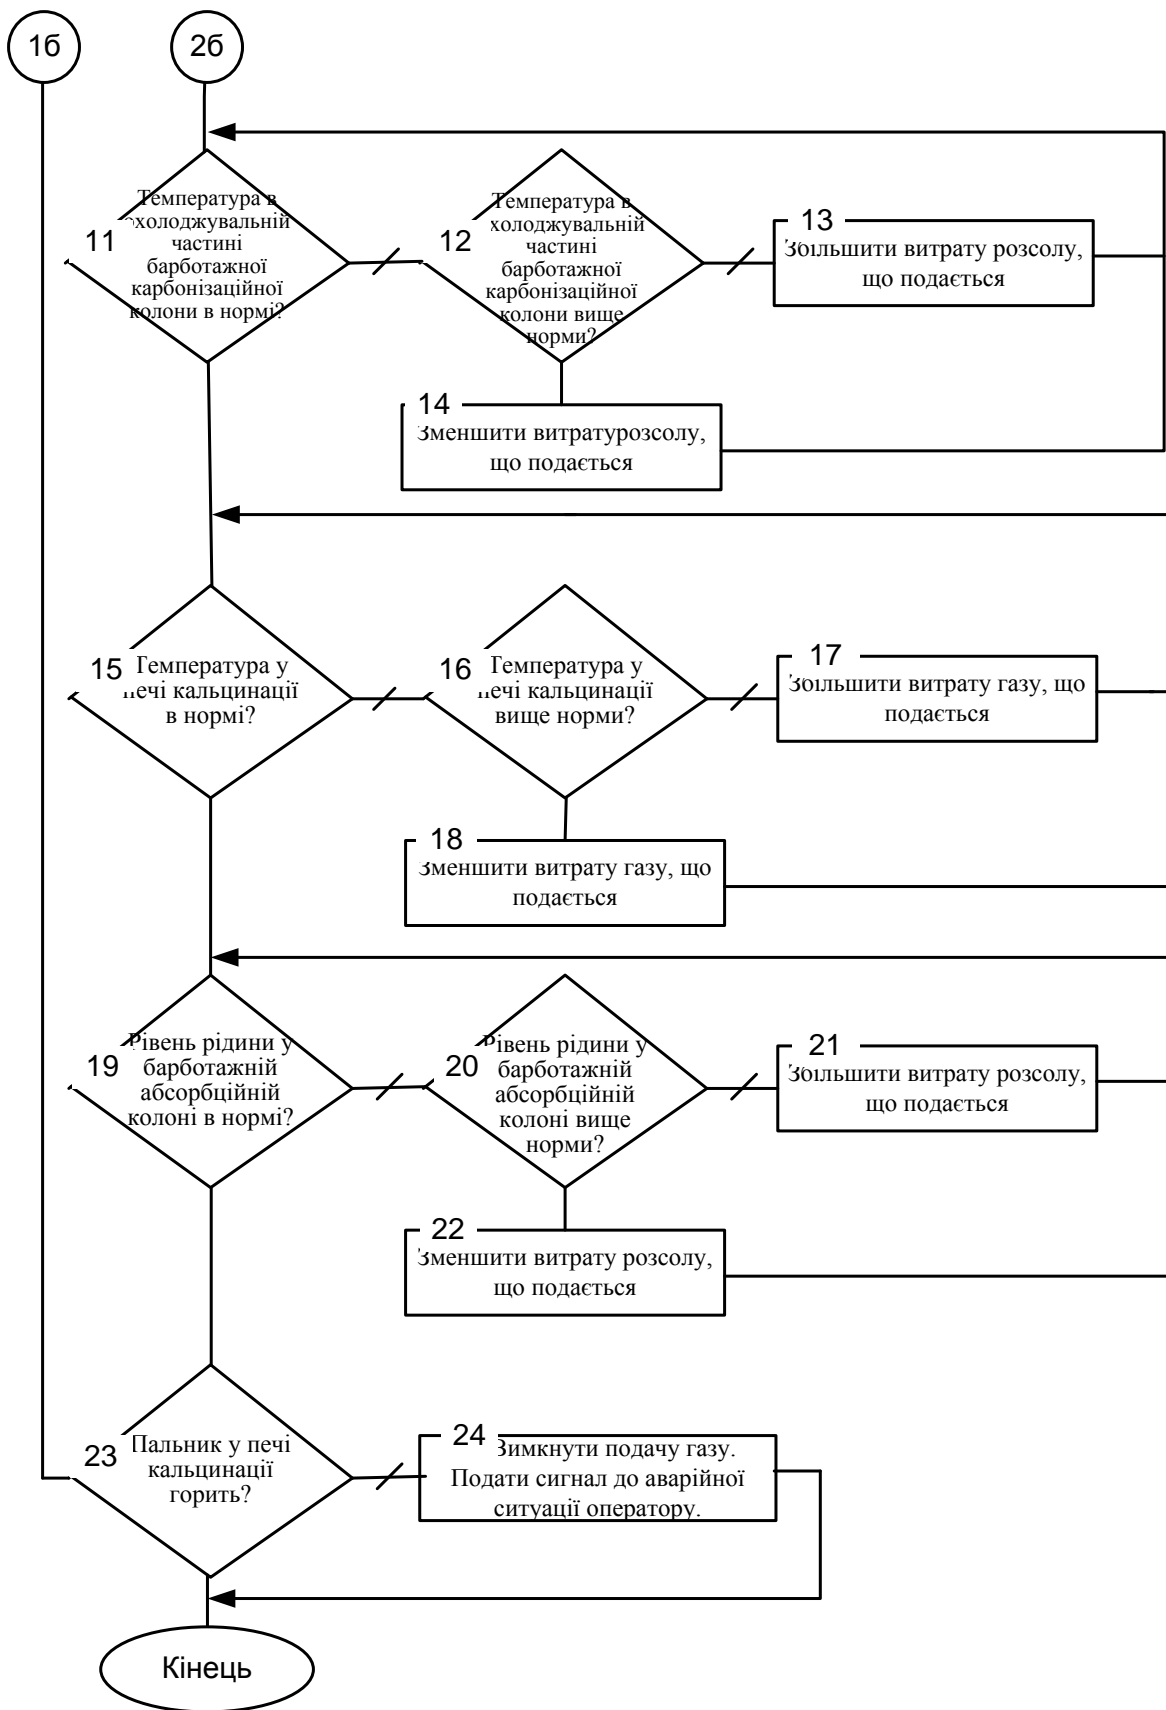 1б
2б
11
Температура в
охолоджувальній
частині
барботажної
карбонізаційної
колони в нормі?
12
Температура в
холоджувальній
частині
барботажної
карбонізаційної
колони вище
норми?
13
Збільшити витрату розсолу,
що подається
14
Зменшити витратурозсолу,
що подається
15
Температура у
печі кальцинації
в нормі?
16
Температура у
печі кальцинації
вище норми?
17
Збільшити витрату газу, що
подається
18
Зменшити витрату газу, що
подається
19
Рівень рідини у
барботажній
абсорбційній
колоні в нормі?
20
Рівень рідини у
барботажній
абсорбційній
колоні вище
норми?
21
Збільшити витрату розсолу,
що подається
22
Зменшити витрату розсолу,
що подається
23
Пальник у печі
кальцинації
горить?
24
Вимкнути подачу газу.
Подати сигнал до аварійної
ситуації оператору.
Кінець